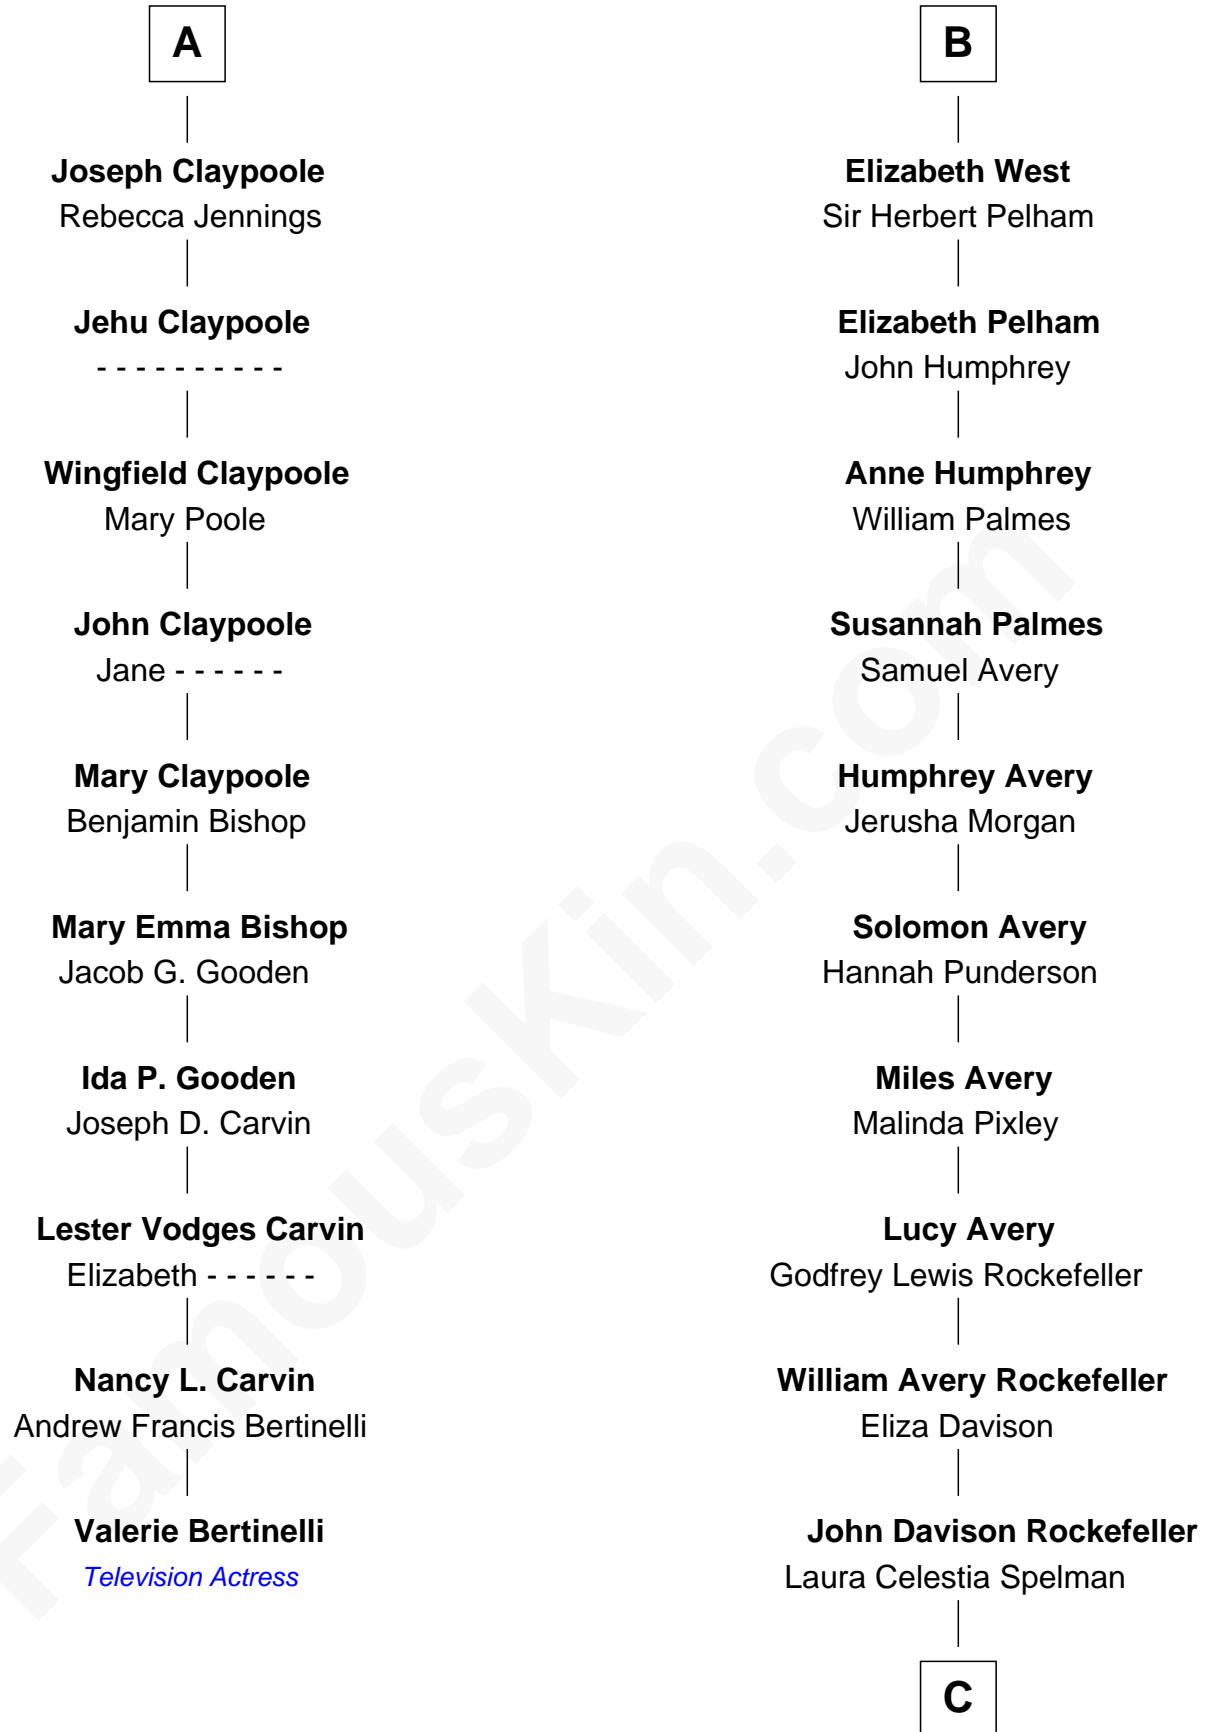 A
Joseph Claypoole
Rebecca Jennings
Jehu Claypoole
- - - - - - - - - -
Wingfield Claypoole
Mary Poole
John Claypoole
Jane - - - - - -
Mary Claypoole
Benjamin Bishop
Mary Emma Bishop
Jacob G. Gooden
Ida P. Gooden
Joseph D. Carvin
Lester Vodges Carvin
Elizabeth - - - - - -
Nancy L. Carvin
Andrew Francis Bertinelli
Valerie Bertinelli
Television Actress
B
Elizabeth West
Sir Herbert Pelham
Elizabeth Pelham
John Humphrey
Anne Humphrey
William Palmes
Susannah Palmes
Samuel Avery
Humphrey Avery
Jerusha Morgan
Solomon Avery
Hannah Punderson
Miles Avery
Malinda Pixley
Lucy Avery
Godfrey Lewis Rockefeller
William Avery Rockefeller
Eliza Davison
John Davison Rockefeller
Laura Celestia Spelman
C
FamousKin.com